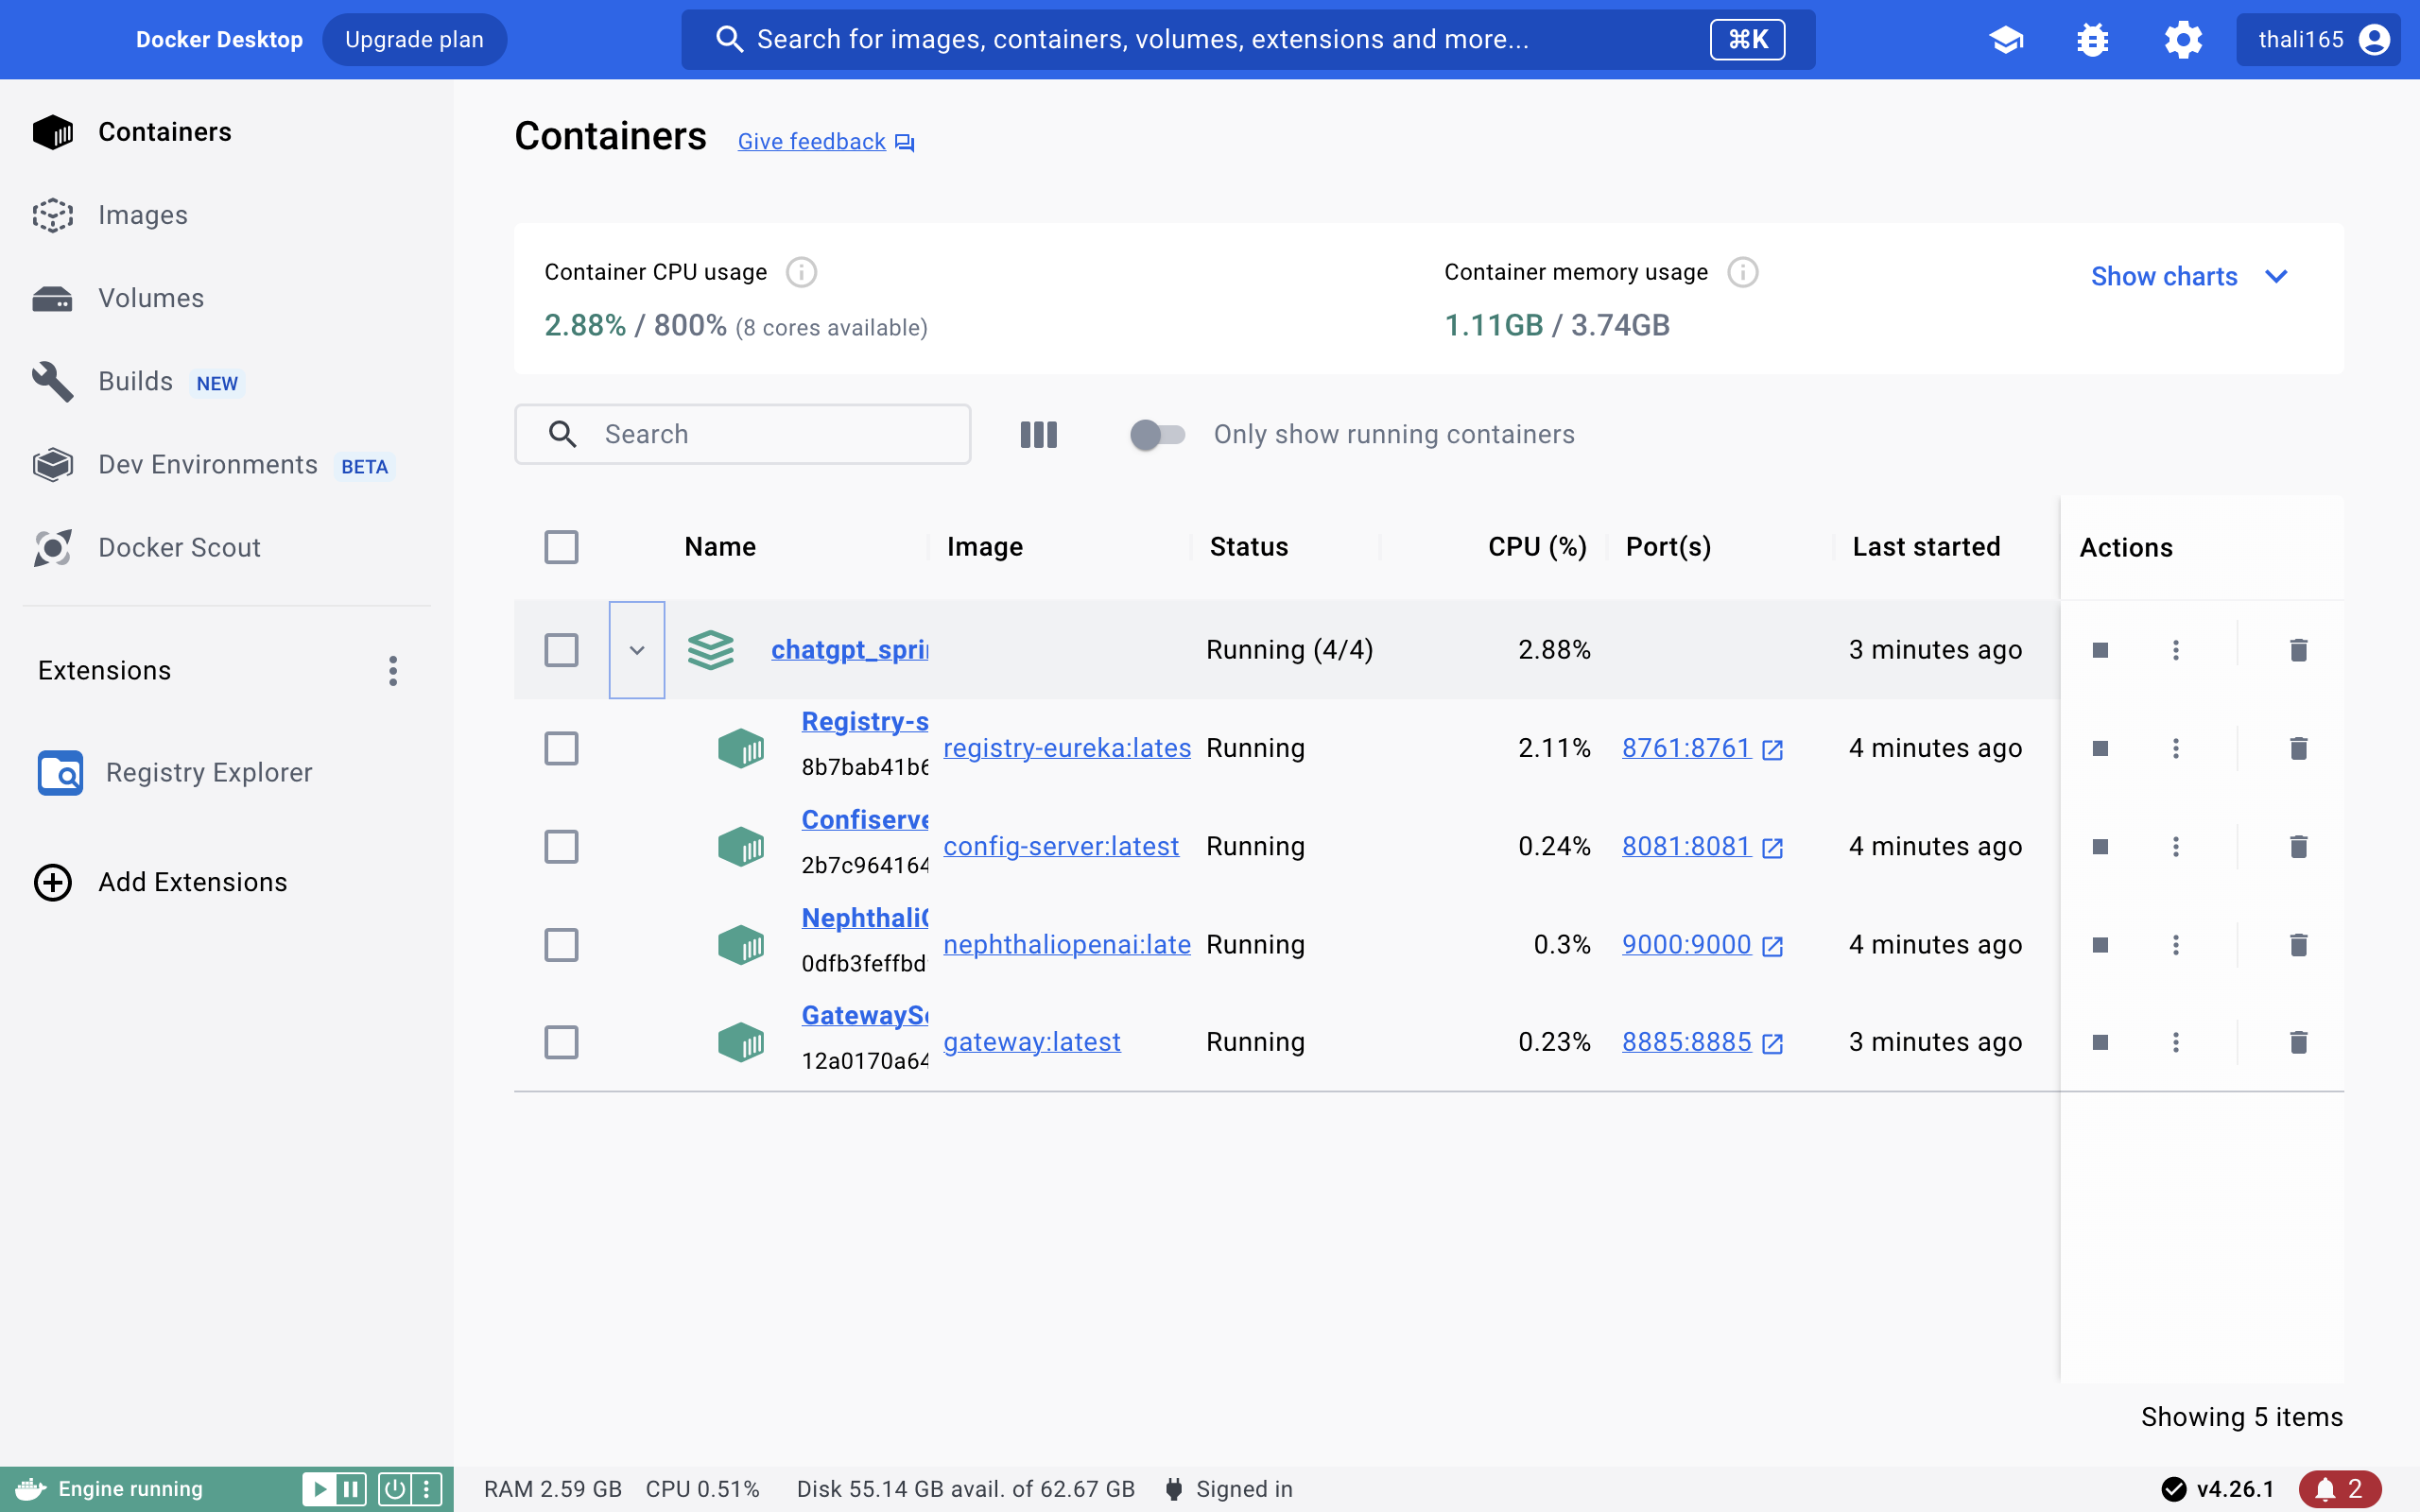 Docker Desktop Upgrade plan Search for images, containers, volumes, extensions and more... ⌘K thali165
Containers
Images
Volumes
Builds NEW
Dev Environments BETA
Docker Scout
Extensions
Registry Explorer
Add Extensions
Containers Give feedback
Container CPU usage
2.88% / 800% (8 cores available)
Container memory usage
1.11GB / 3.74GB
Show charts
Search
Only show running containers
Name Image Status CPU (%) Port(s) Last started Actions
chatgpt_sprin Running (4/4) 2.88% 3 minutes ago
Registry-s
8b7bab41b6
registry-eureka:lates Running 2.11% 8761:8761 4 minutes ago
Confiserve
2b7c964164
config-server:latest Running 0.24% 8081:8081 4 minutes ago
Nephthali
0dfb3feffbd
nephthaliopenai:late Running 0.3% 9000:9000 4 minutes ago
GatewaySe
12a0170a64
gateway:latest Running 0.23% 8885:8885 3 minutes ago
Showing 5 items
Engine running RAM 2.59 GB CPU 0.51% Disk 55.14 GB avail. of 62.67 GB Signed in v4.26.1 2